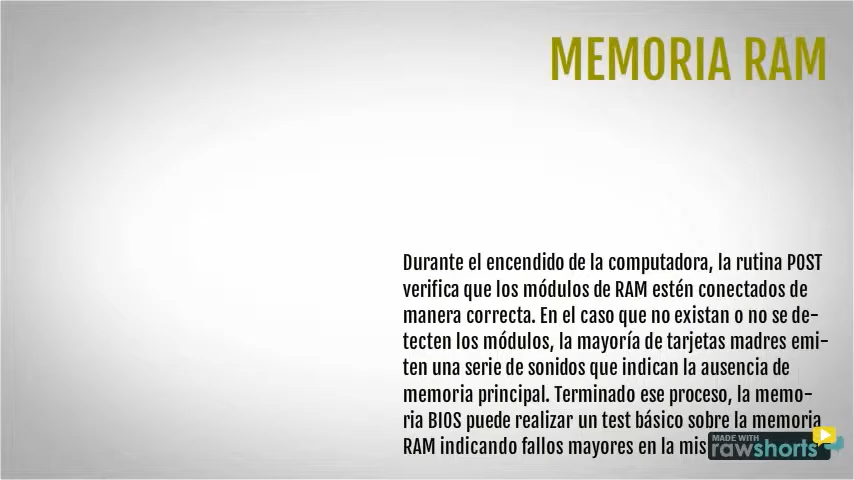 MEMORIA RAM
Durante el encendido de la computadora, la rutina POST
verifica que los módulos de RAM estén conectados de
manera correcta. En el caso que no existan o no se de-
tecten los módulos, la mayoría de tarjetas madres emi-
ten una serie de sonidos que indican la ausencia de
memoria principal. Terminado ese proceso, la memo-
ria BIOS puede realizar un test básico sobre la memoria
RAM indicando fallos mayores en la mis
MADE WITH
rawshorts